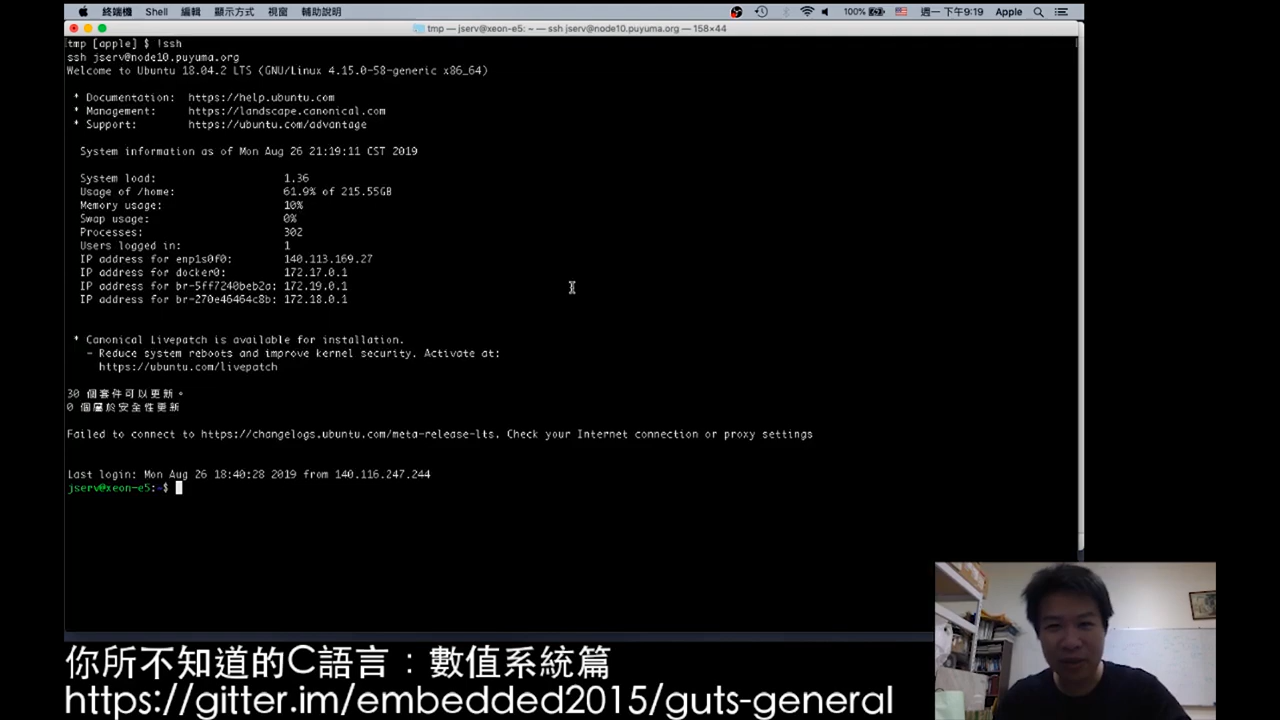 終端機 Shell 編輯 顯示方式 視窗 輔助說明 100% 週一 下午9:19 Apple
tmp — jserv@xeon-e5: ~ — ssh jserv@node10.puyuma.org — 158×44
tmp [apple] $ !ssh
ssh jserv@node10.puyuma.org
Welcome to Ubuntu 18.04.2 LTS (GNU/Linux 4.15.0-58-generic x86_64)
* Documentation: https://help.ubuntu.com
* Management: https://landscape.canonical.com
* Support: https://ubuntu.com/advantage
System information as of Mon Aug 26 21:19:11 CST 2019
System load: 1.36
Usage of /home: 61.9% of 215.55GB
Memory usage: 10%
Swap usage: 0%
Processes: 302
Users logged in: 1
IP address for enp1s0f0: 140.113.169.27
IP address for docker0: 172.17.0.1
IP address for br-5ff7240beb2a: 172.19.0.1
IP address for br-270e46464c8b: 172.18.0.1
* Canonical Livepatch is available for installation.
- Reduce system reboots and improve kernel security. Activate at:
https://ubuntu.com/livepatch
30 個套件可以更新。
0 個屬於安全性更新
Failed to connect to https://changelogs.ubuntu.com/meta-release-lts. Check your Internet connection or proxy settings
Last login: Mon Aug 26 18:40:28 2019 from 140.116.247.244
jserv@xeon-e5:~$
你所不知道的C語言：數值系統篇
https://gitter.im/embedded2015/guts-general